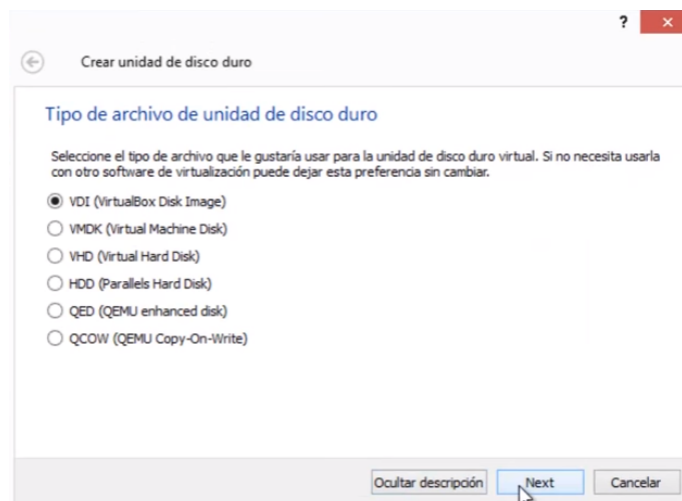 ?
Crear unidad de disco duro
Tipo de archivo de unidad de disco duro
Seleccione el tipo de archivo que le gustaría usar para la unidad de disco duro virtual. Si no necesita usarla
con otro software de virtualización puede dejar esta preferencia sin cambiar.
VDI (VirtualBox Disk Image)
VMDK (Virtual Machine Disk)
VHD (Virtual Hard Disk)
HDD (Parallels Hard Disk)
QED (QEMU enhanced disk)
QCOW (QEMU Copy-On-Write)
Ocultar descripción Next Cancelar